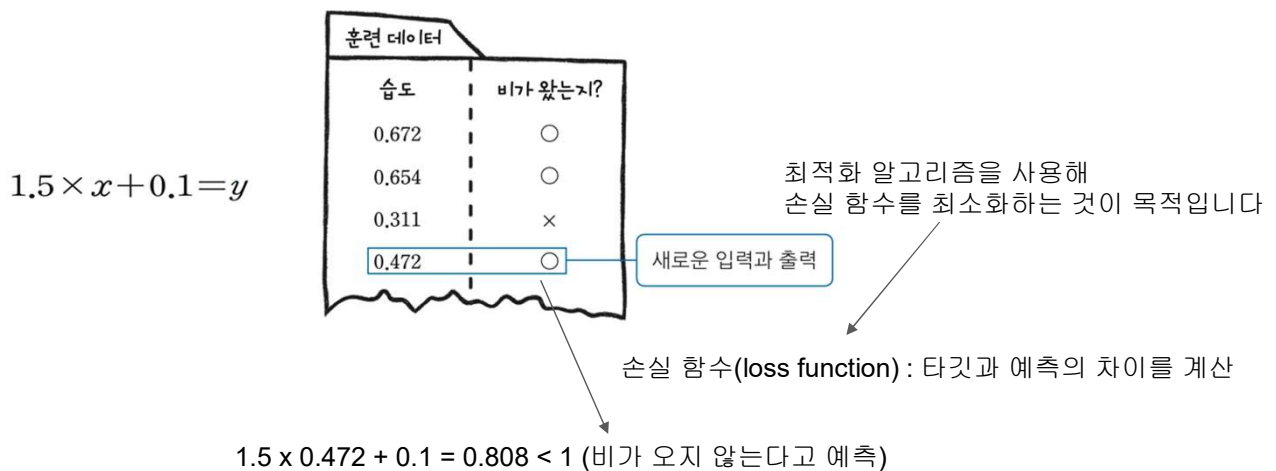 훈련 데이터
습도 비가 왔는지?
0.672 ○
0.654 ○
0.311 ×
0.472 ○
새로운 입력과 출력
1.5×x+0.1=y
최적화 알고리즘을 사용해
손실 함수를 최소화하는 것이 목적입니다
손실 함수(loss function) : 타깃과 예측의 차이를 계산
1.5 x 0.472 + 0.1 = 0.808 < 1 (비가 오지 않는다고 예측)